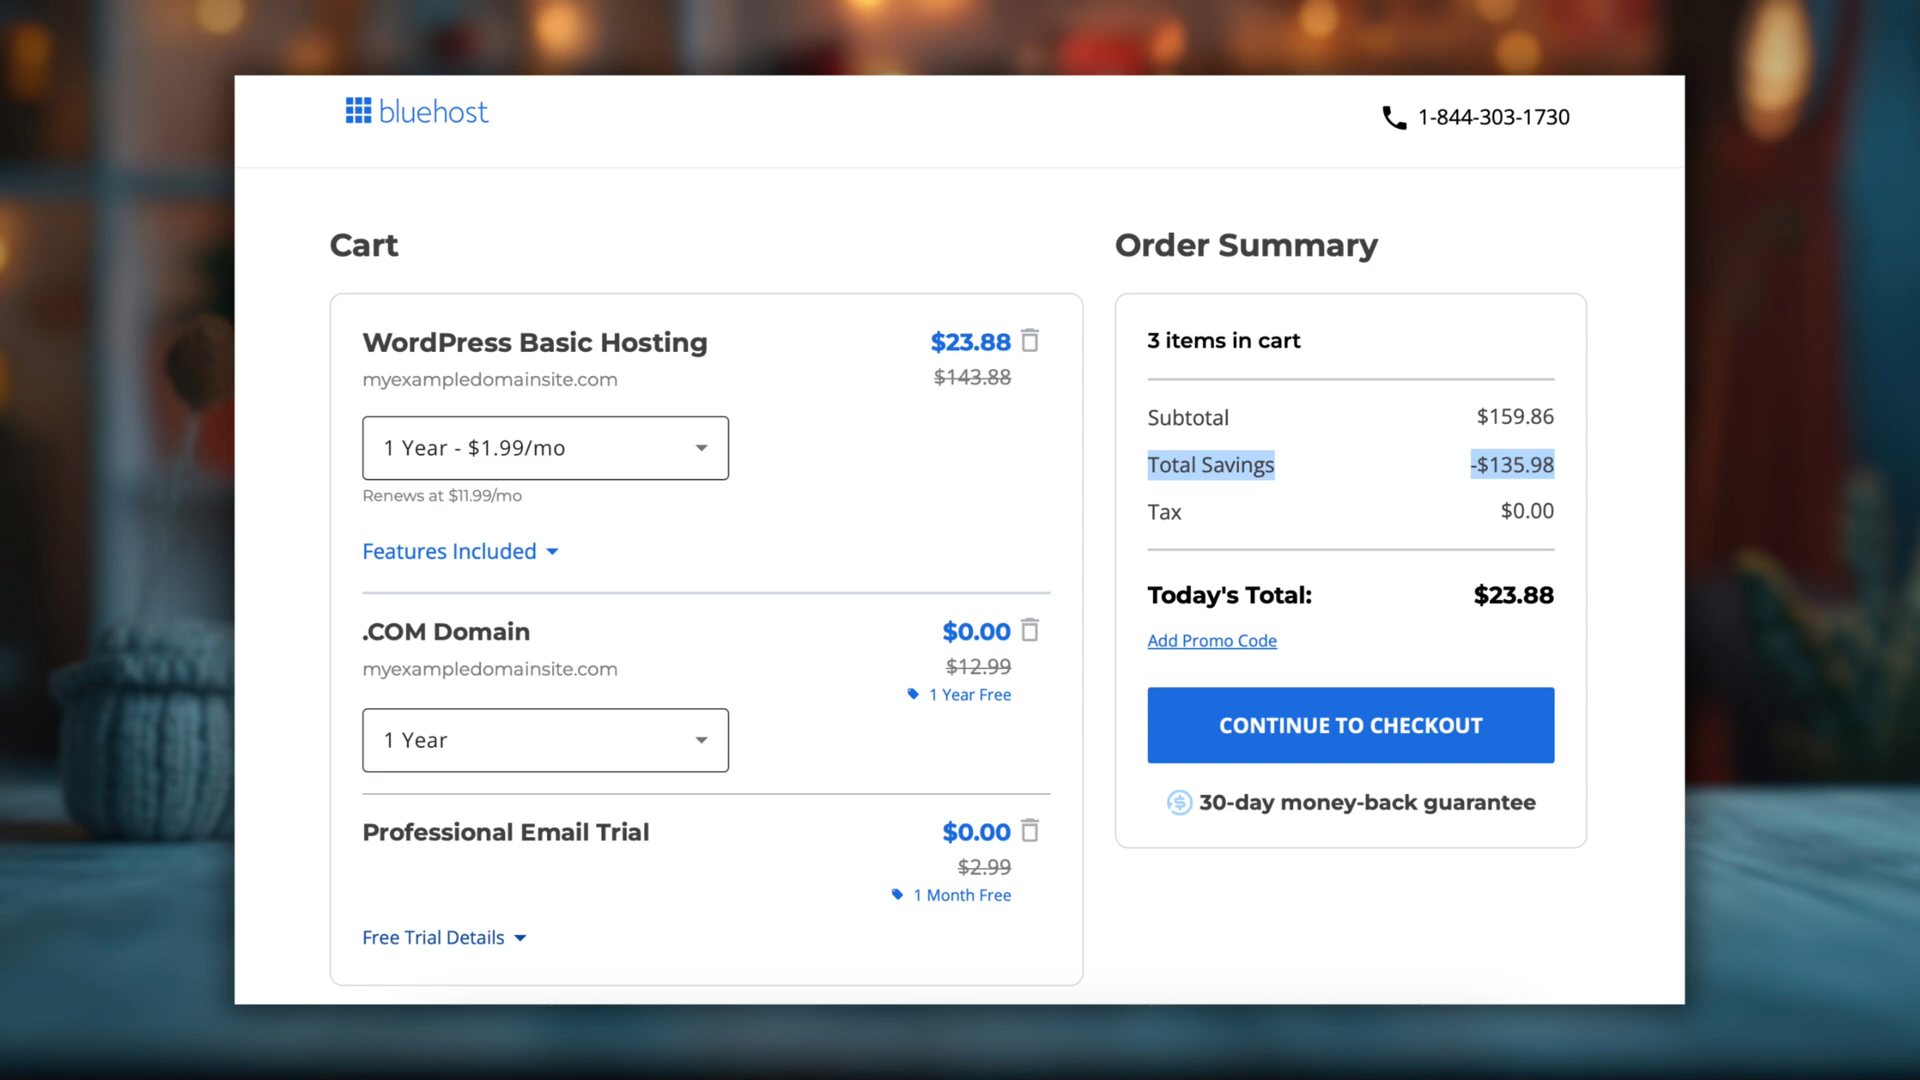 bluehost
1-844-303-1730
Cart
WordPress Basic Hosting
$23.88
myexampledomainsite.com
$143.88
1 Year - $1.99/mo
Renews at $11.99/mo
Features Included
.COM Domain
$0.00
myexampledomainsite.com
$12.99
1 Year Free
1 Year
Professional Email Trial
$0.00
$2.99
1 Month Free
Free Trial Details
Order Summary
3 items in cart
Subtotal $159.86
Total Savings -$135.98
Tax $0.00
Today's Total: $23.88
Add Promo Code
CONTINUE TO CHECKOUT
30-day money-back guarantee